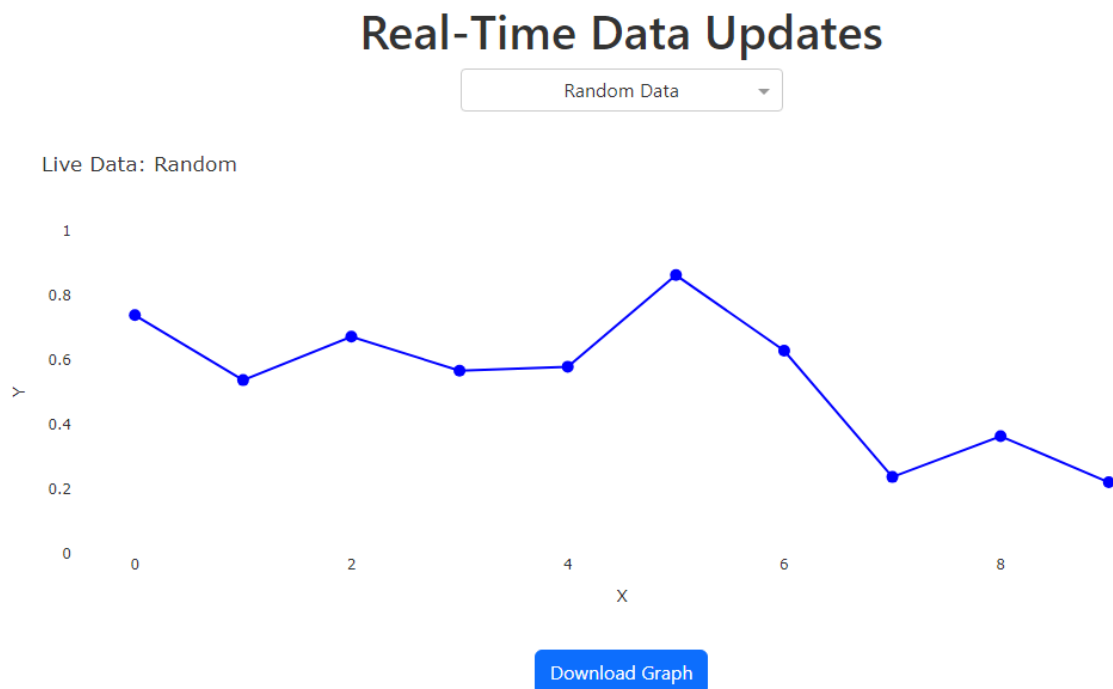 Real-Time Data Updates
Random Data
Live Data: Random
1
0.8
0.6
0.4
0.2
0
Y
0 2 4 6 8
X
Download Graph